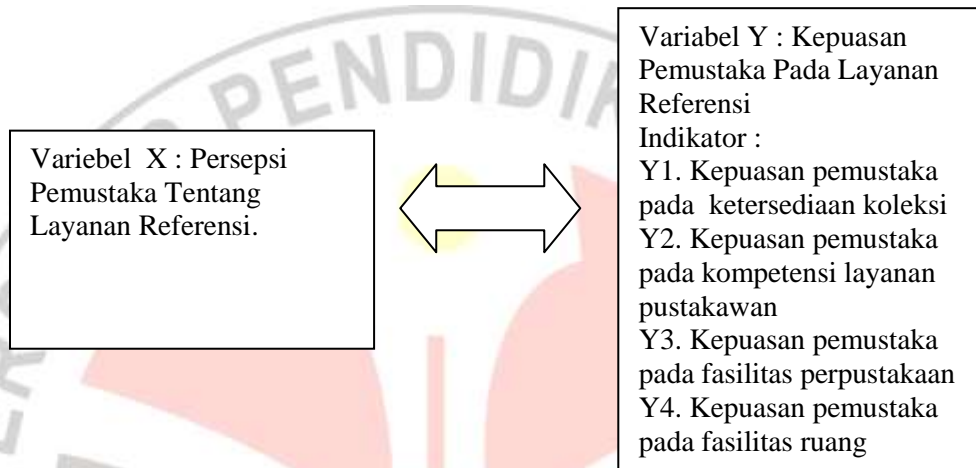 PENDIDIK
Variebel X : Persepsi
Pemustaka Tentang
Layanan Referensi.
Variabel Y : Kepuasan
Pemustaka Pada Layanan
Referensi
Indikator :
Y1. Kepuasan pemustaka
pada ketersediaan koleksi
Y2. Kepuasan pemustaka
pada kompetensi layanan
pustakawan
Y3. Kepuasan pemustaka
pada fasilitas perpustakaan
Y4. Kepuasan pemustaka
pada fasilitas ruang